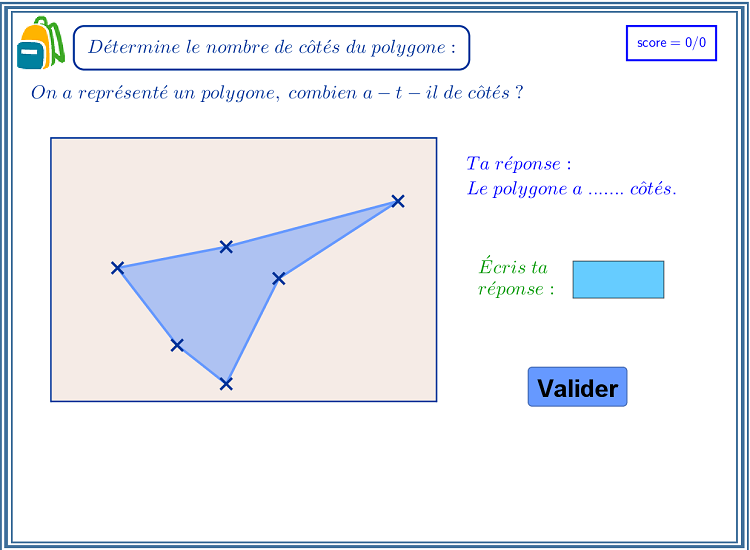 Détermine le nombre de côtés du polygone :
score = 0/0
On a représenté un polygone, combien a − t − il de côtés ?
Ta réponse :
Le polygone a ....... côtés.
Écris ta
réponse :
Valider